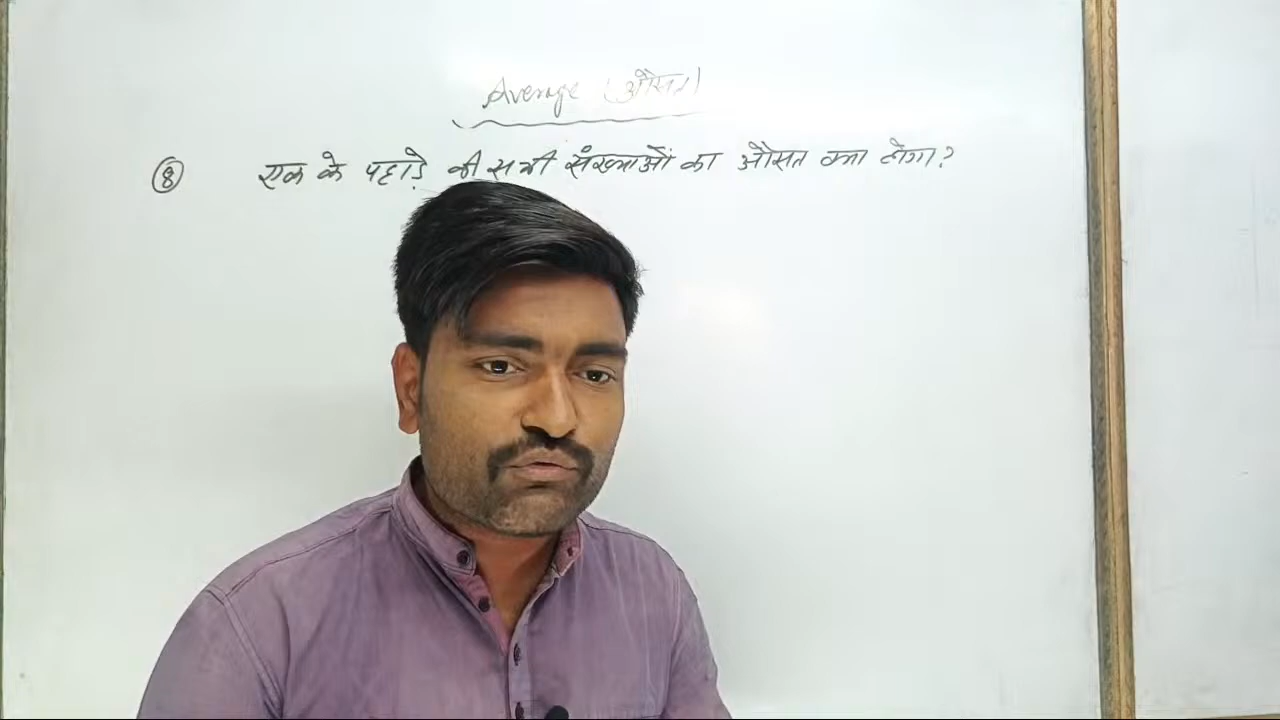 Average (औसत)
⑧ एक के पहाड़े की सभी संख्याओं का औसत क्या होगा?